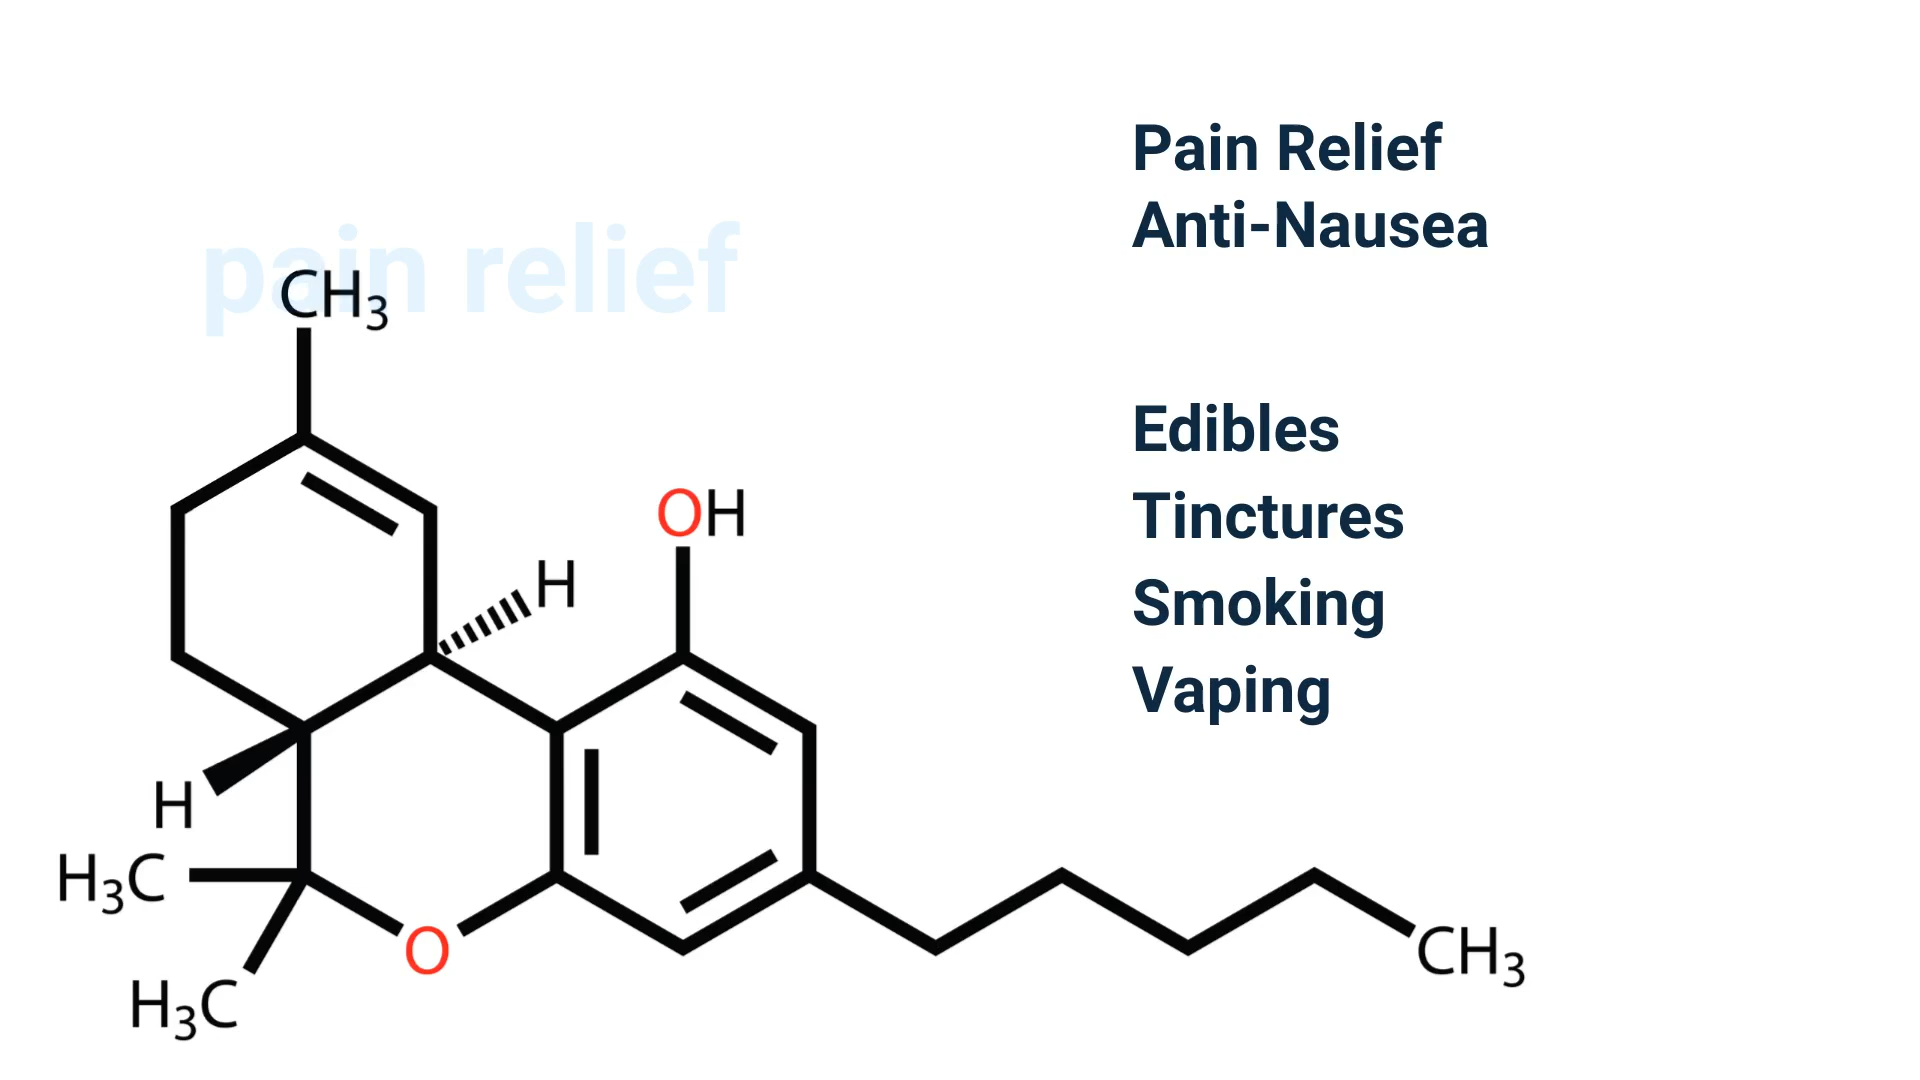 Pain Relief
Anti-Nausea
pain relief
CH₃
Edibles
OH
Tinctures
H
Smoking
Vaping
H
H₃C
O
CH₃
H₃C